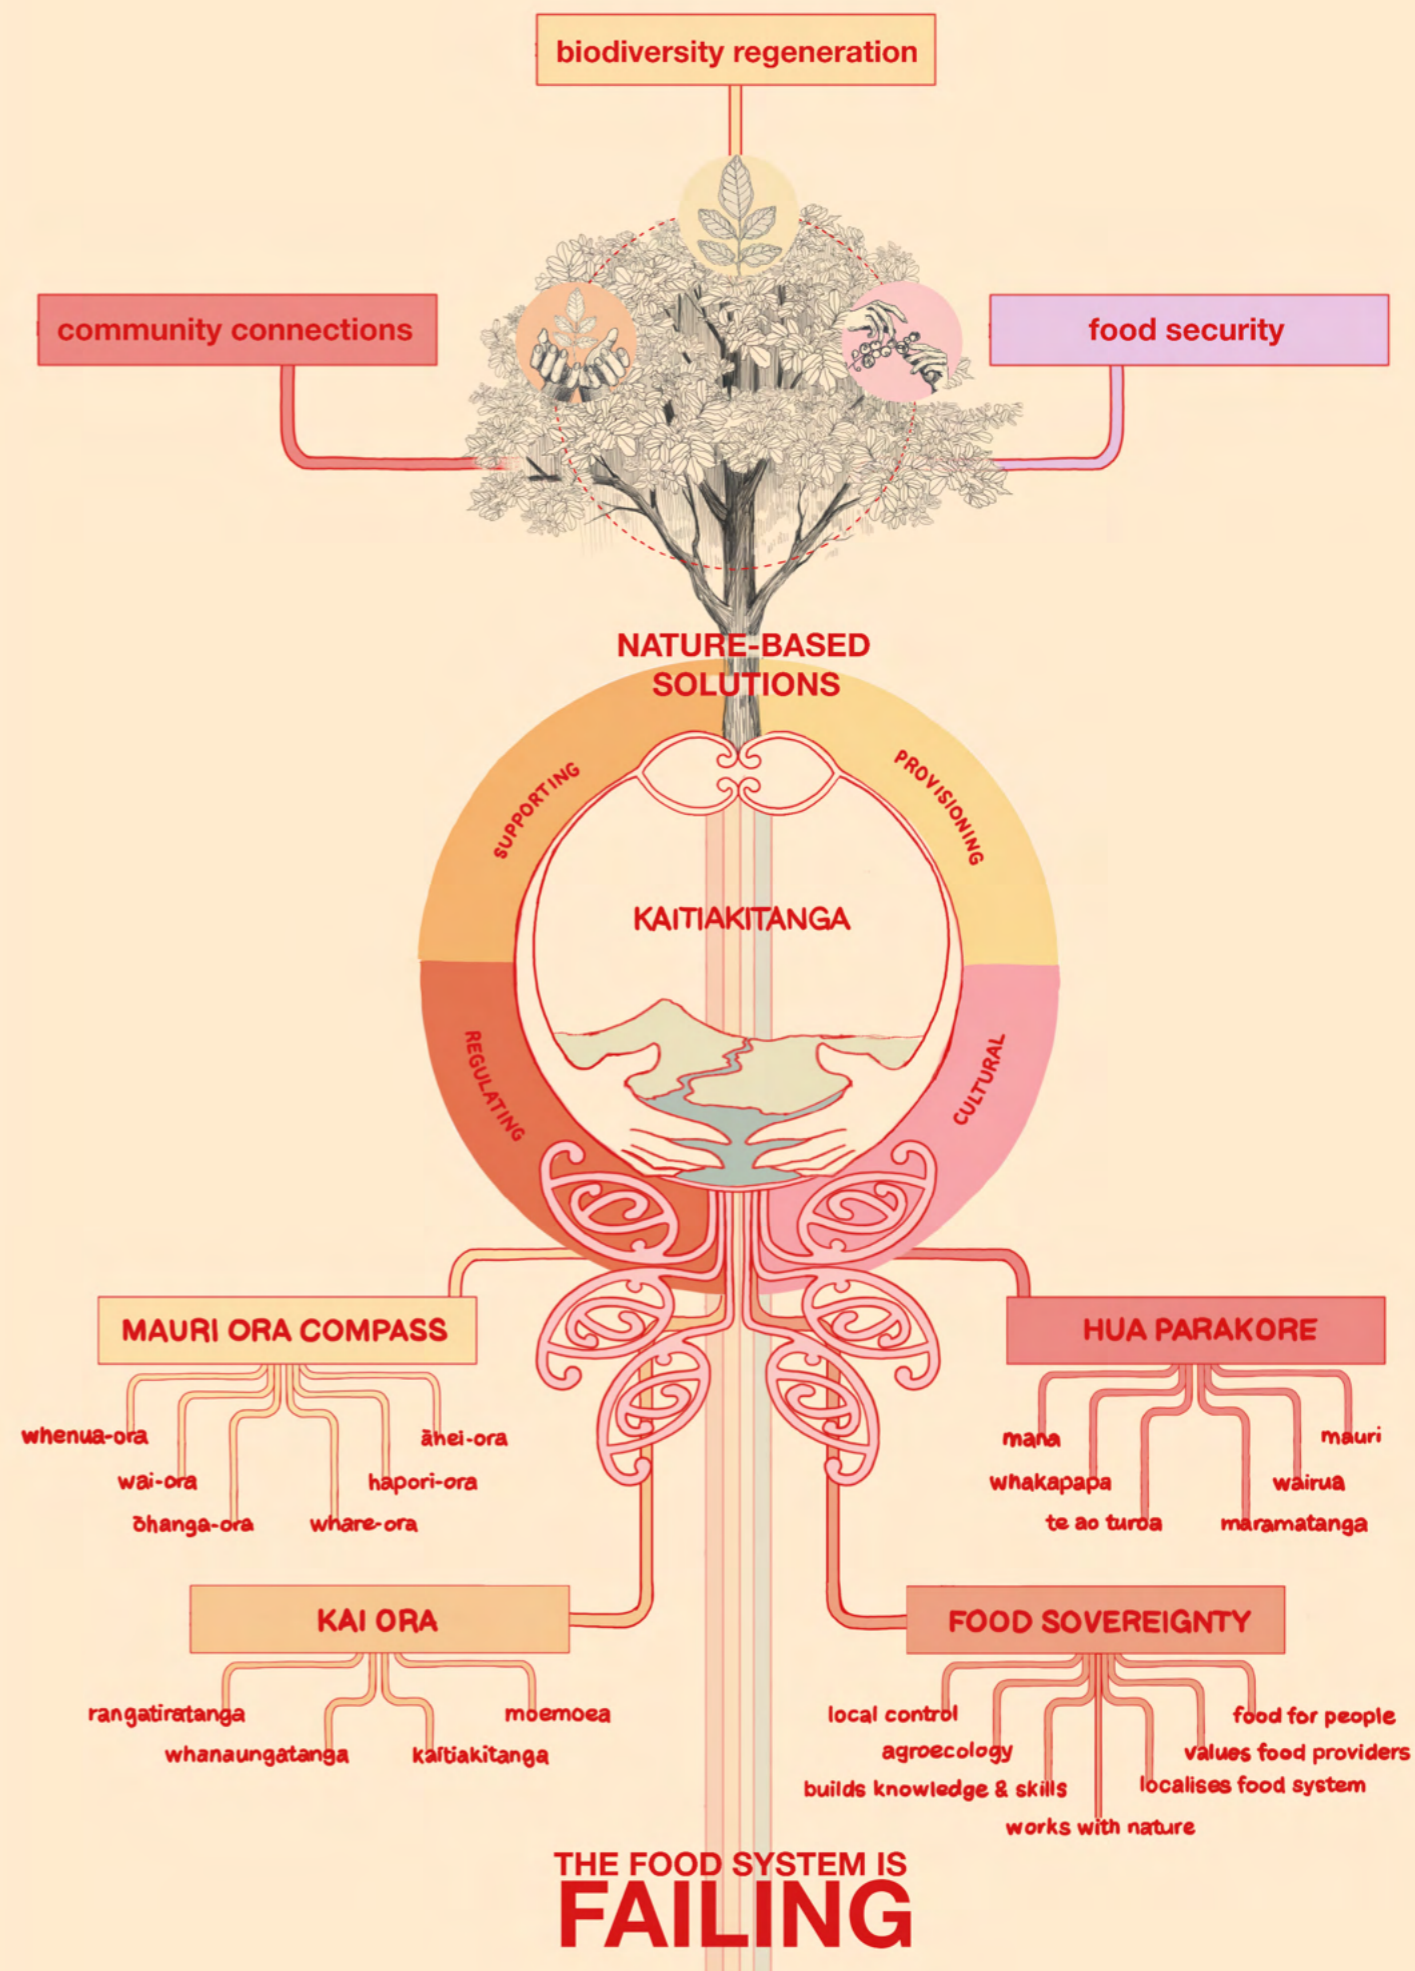 biodiversity regeneration
community connections
food security
NATURE-BASED
SOLUTIONS
SUPPORTING
PROVISIONING
KAITIAKITANGA
REGULATING
CULTURAL
MAURI ORA COMPASS
whenua-ora
āhei-ora
wai-ora
hapori-ora
ōhanga-ora
whare-ora
HUA PARAKORE
mana
mauri
whakapapa
wairua
te ao turoa
maramatanga
KAI ORA
rangatiratanga
moemoea
whanaungatanga
kaitiakitanga
FOOD SOVEREIGNTY
local control
food for people
agroecology
values food providers
builds knowledge & skills
localises food system
works with nature
THE FOOD SYSTEM IS
FAILING